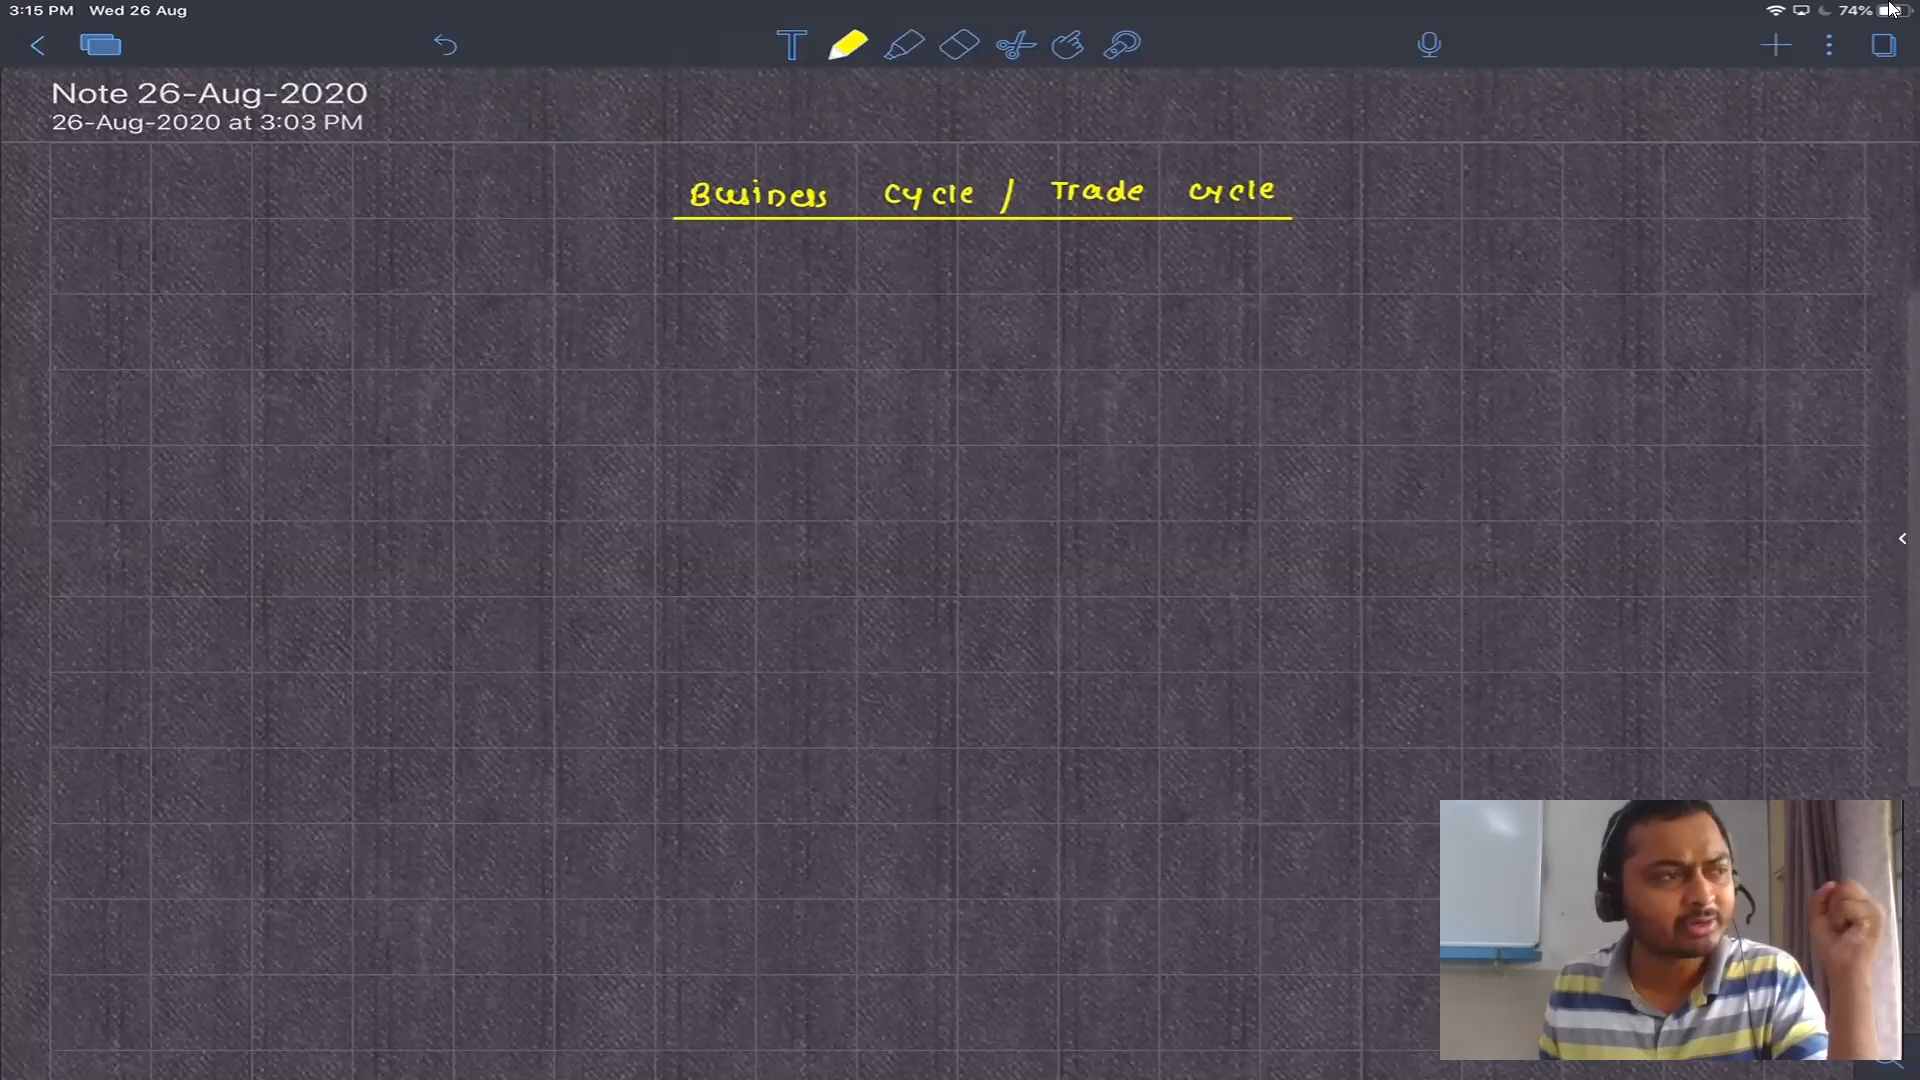 3:15 PM Wed 26 Aug 74%
Note 26-Aug-2020
26-Aug-2020 at 3:03 PM
Business cycle / Trade cycle